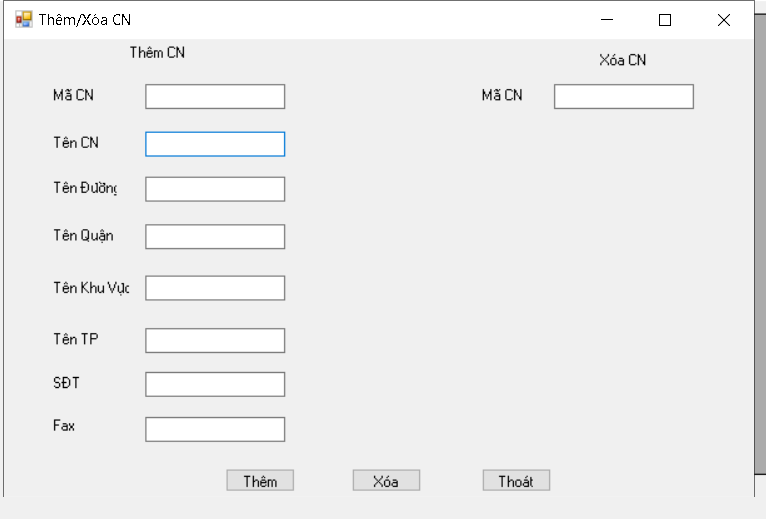 Thêm/Xóa CN
Thêm CN
Xóa CN
Mã CN
Mã CN
Tên CN
Tên Đường
Tên Quận
Tên Khu Vực
Tên TP
SĐT
Fax
Thêm
Xóa
Thoát